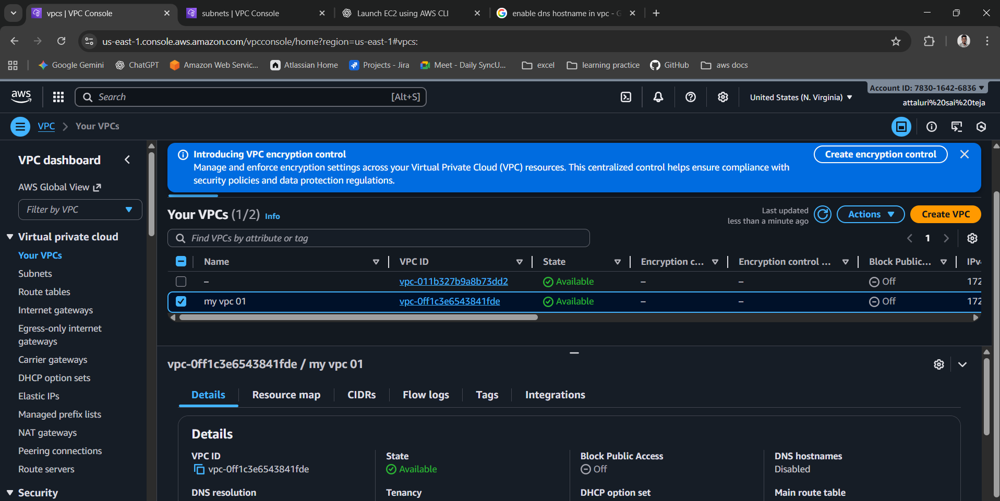 vpcs | VPC Console
subnets | VPC Console
Launch EC2 using AWS CLI
enable dns hostname in vpc - G
us-east-1.console.aws.amazon.com/vpcconsole/home?region=us-east-1#vpcs:
Google Gemini
ChatGPT
Amazon Web Servic...
Atlassian Home
Projects - Jira
Meet - Daily SyncU...
excel
learning practice
GitHub
aws docs
aws
Search
[Alt+S]
United States (N. Virginia)
Account ID: 7830-1642-6836
attaluri%20sai%20teja
VPC
Your VPCs
VPC dashboard
AWS Global View
Filter by VPC
Virtual private cloud
Your VPCs
Subnets
Route tables
Internet gateways
Egress-only internet
gateways
Carrier gateways
DHCP option sets
Elastic IPs
Managed prefix lists
NAT gateways
Peering connections
Route servers
Security
Introducing VPC encryption control
Manage and enforce encryption settings across your Virtual Private Cloud (VPC) resources. This centralized control helps ensure compliance with
security policies and data protection regulations.
Create encryption control
Your VPCs (1/2) Info
Last updated
less than a minute ago
Actions
Create VPC
Find VPCs by attribute or tag
1
Name VPC ID State Encryption c... Encryption control ... Block Public... IPv
– vpc-011b327b9a8b73dd2 Available – – Off 172
my vpc 01 vpc-0ff1c3e6543841fde Available – – Off 172
vpc-0ff1c3e6543841fde / my vpc 01
Details Resource map CIDRs Flow logs Tags Integrations
Details
VPC ID
vpc-0ff1c3e6543841fde
State
Available
Block Public Access
Off
DNS hostnames
Disabled
DNS resolution
Tenancy
DHCP option set
Main route table